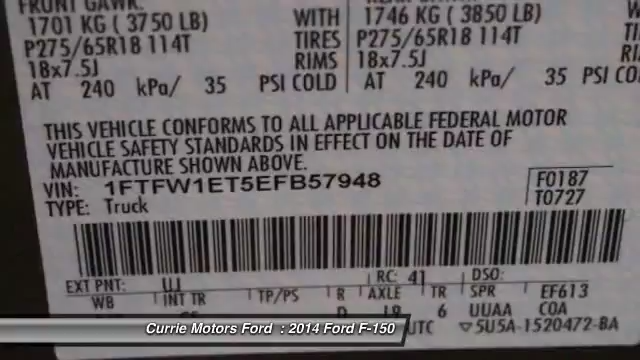 FRONT GAWR:
1701 KG ( 3750 LB) WITH 1746 KG ( 3850 LB) WITH
P275/65R18 114T TIRES P275/65R18 114T
18x7.5J RIMS 18x7.5J
AT 240 kPa/ 35 PSI COLD AT 240 kPa/ 35 PSI COLD
THIS VEHICLE CONFORMS TO ALL APPLICABLE FEDERAL MOTOR
VEHICLE SAFETY STANDARDS IN EFFECT ON THE DATE OF
MANUFACTURE SHOWN ABOVE.
VIN: 1FTFW1ET5EFB57948 F0187
TYPE: Truck T0727
EXT PNT: UJ RC: 41 DSO:
WB INT TR TP/PS R AXLE TR SPR EF613
L9 6 UUAA COA
UTC 5U5A-1520472-BA
Currie Motors Ford : 2014 Ford F-150